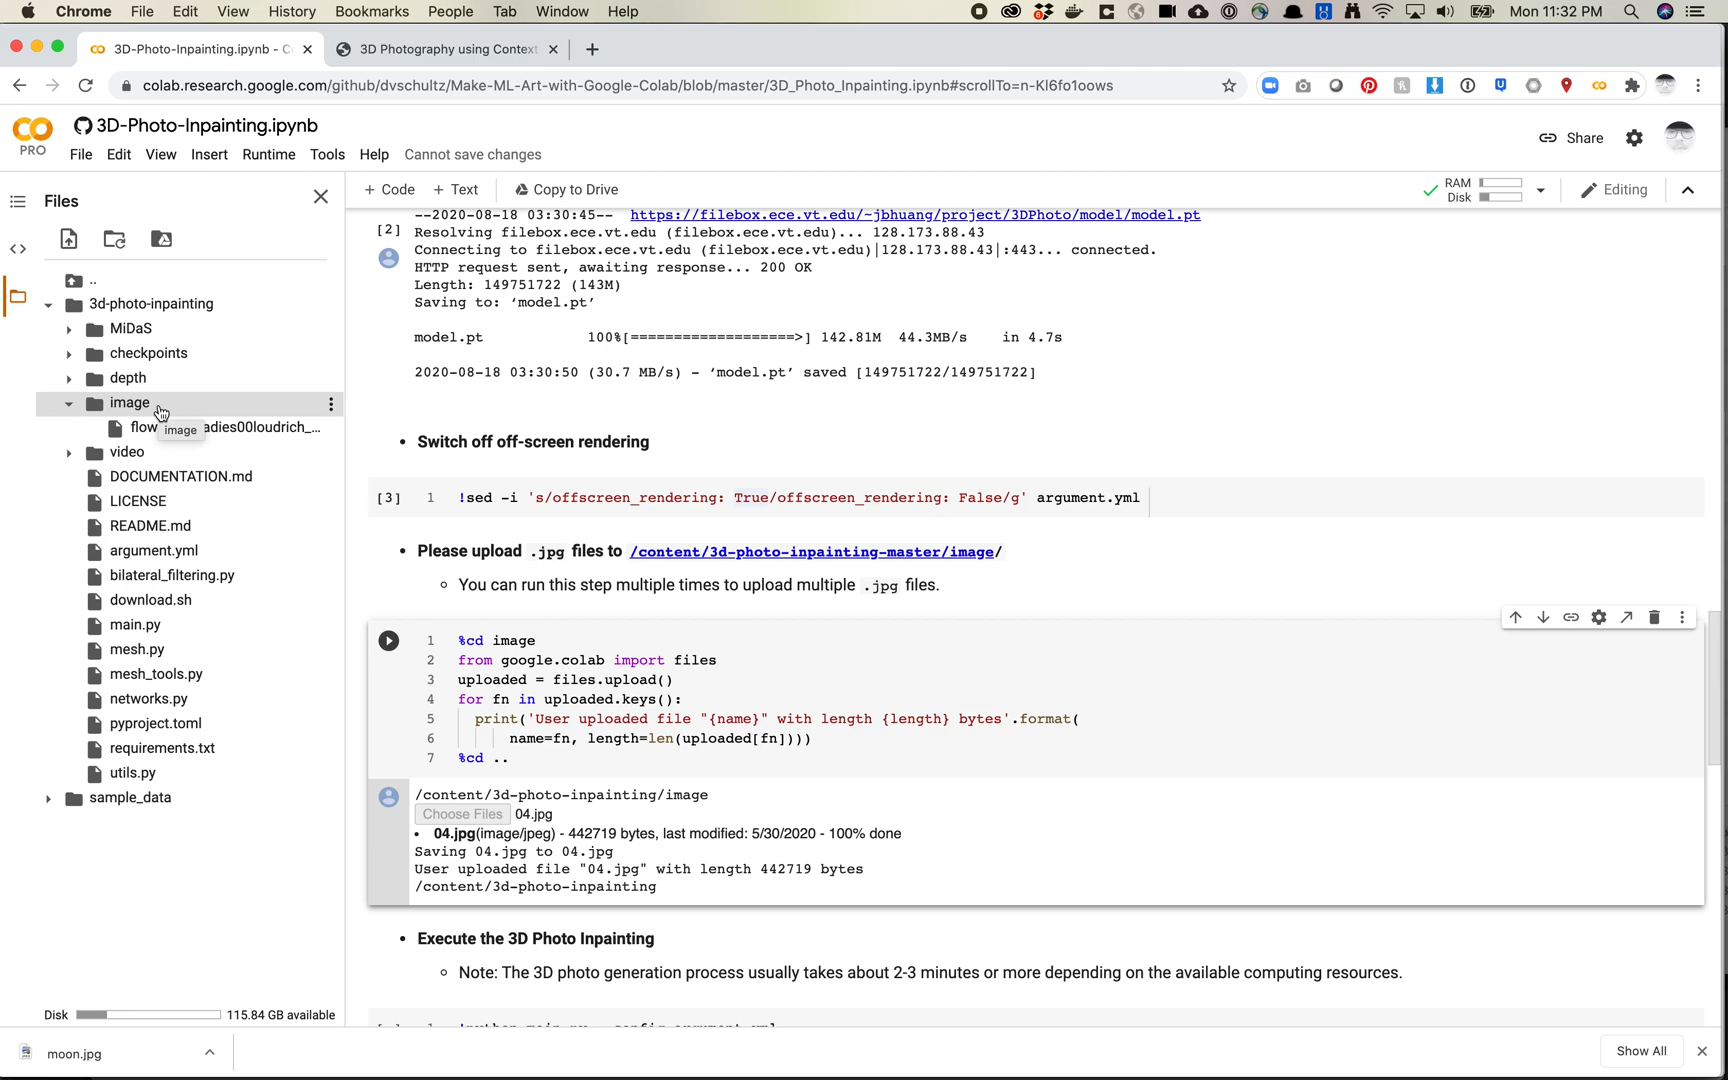 Chrome File Edit View History Bookmarks People Tab Window Help Mon 11:32 PM
3D-Photo-Inpainting.ipynb - C
3D Photography using Context
colab.research.google.com/github/dvschultz/Make-ML-Art-with-Google-Colab/blob/master/3D_Photo_Inpainting.ipynb#scrollTo=n-Kl6fo1oows
PRO
3D-Photo-Inpainting.ipynb
File Edit View Insert Runtime Tools Help Cannot save changes
Share
Files
+ Code + Text Copy to Drive
RAM
Disk
Editing
..
3d-photo-inpainting
MiDaS
checkpoints
depth
image
flow adies00loudrich_...
image
video
DOCUMENTATION.md
LICENSE
README.md
argument.yml
bilateral_filtering.py
download.sh
main.py
mesh.py
mesh_tools.py
networks.py
pyproject.toml
requirements.txt
utils.py
sample_data
Disk 115.84 GB available
--2020-08-18 03:30:45-- https://filebox.ece.vt.edu/~jbhuang/project/3DPhoto/model/model.pt
[2] Resolving filebox.ece.vt.edu (filebox.ece.vt.edu)... 128.173.88.43
Connecting to filebox.ece.vt.edu (filebox.ece.vt.edu)|128.173.88.43|:443... connected.
HTTP request sent, awaiting response... 200 OK
Length: 149751722 (143M)
Saving to: ‘model.pt’
model.pt 100%[===================>] 142.81M 44.3MB/s in 4.7s
2020-08-18 03:30:50 (30.7 MB/s) - ‘model.pt’ saved [149751722/149751722]
• Switch off off-screen rendering
[3] 1 !sed -i 's/offscreen_rendering: True/offscreen_rendering: False/g' argument.yml
• Please upload .jpg files to /content/3d-photo-inpainting-master/image/
You can run this step multiple times to upload multiple .jpg files.
1 %cd image
2 from google.colab import files
3 uploaded = files.upload()
4 for fn in uploaded.keys():
5 print('User uploaded file "{name}" with length {length} bytes'.format(
6 name=fn, length=len(uploaded[fn])))
7 %cd ..
/content/3d-photo-inpainting/image
Choose Files 04.jpg
• 04.jpg(image/jpeg) - 442719 bytes, last modified: 5/30/2020 - 100% done
Saving 04.jpg to 04.jpg
User uploaded file "04.jpg" with length 442719 bytes
/content/3d-photo-inpainting
• Execute the 3D Photo Inpainting
Note: The 3D photo generation process usually takes about 2-3 minutes or more depending on the available computing resources.
moon.jpg
Show All